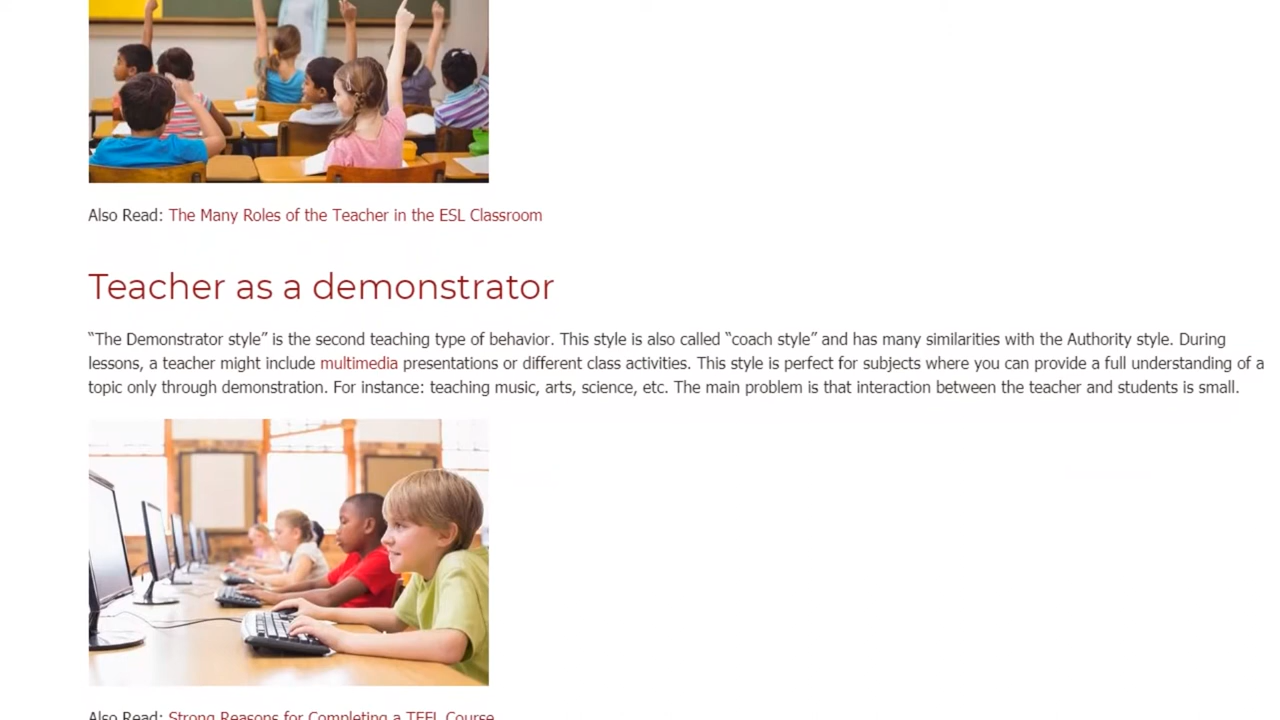 Also Read: The Many Roles of the Teacher in the ESL Classroom
Teacher as a demonstrator
“The Demonstrator style” is the second teaching type of behavior. This style is also called “coach style” and has many similarities with the Authority style. During
lessons, a teacher might include multimedia presentations or different class activities. This style is perfect for subjects where you can provide a full understanding of a
topic only through demonstration. For instance: teaching music, arts, science, etc. The main problem is that interaction between the teacher and students is small.
Also Read: Strong Reasons for Completing a TEFL Course